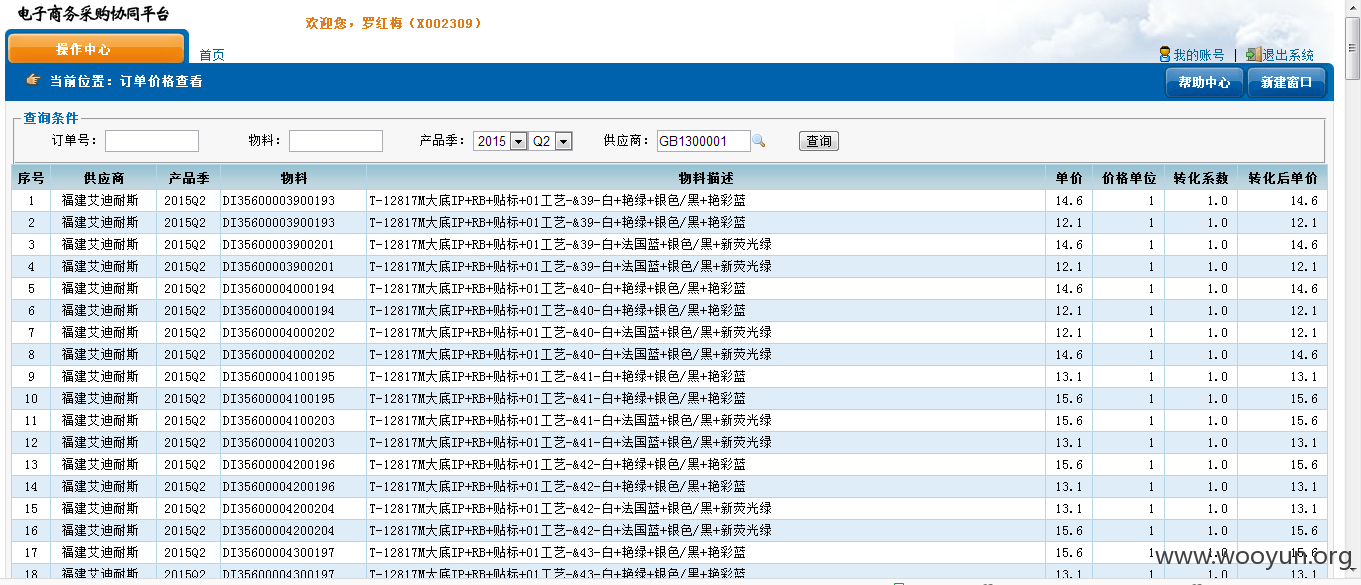 电子商务采购协同平台
欢迎您，罗红梅（X002309）
操作中心 首页 我的账号 | 退出系统
当前位置：订单价格查看 帮助中心 新建窗口
查询条件
订单号： 物料： 产品季： 2015 Q2 供应商： GB1300001 查询
序号 供应商 产品季 物料 物料描述 单价 价格单位 转化系数 转化后单价
1 福建艾迪耐斯 2015Q2 DI35600003900193 T-12817M大底IP+RB+贴标+01工艺-&39-白+艳绿+银色/黑+艳彩蓝 14.6 1 1.0 14.6
2 福建艾迪耐斯 2015Q2 DI35600003900193 T-12817M大底IP+RB+贴标+01工艺-&39-白+艳绿+银色/黑+艳彩蓝 12.1 1 1.0 12.1
3 福建艾迪耐斯 2015Q2 DI35600003900201 T-12817M大底IP+RB+贴标+01工艺-&39-白+法国蓝+银色/黑+新荧光绿 14.6 1 1.0 14.6
4 福建艾迪耐斯 2015Q2 DI35600003900201 T-12817M大底IP+RB+贴标+01工艺-&39-白+法国蓝+银色/黑+新荧光绿 12.1 1 1.0 12.1
5 福建艾迪耐斯 2015Q2 DI35600004000194 T-12817M大底IP+RB+贴标+01工艺-&40-白+艳绿+银色/黑+艳彩蓝 14.6 1 1.0 14.6
6 福建艾迪耐斯 2015Q2 DI35600004000194 T-12817M大底IP+RB+贴标+01工艺-&40-白+艳绿+银色/黑+艳彩蓝 12.1 1 1.0 12.1
7 福建艾迪耐斯 2015Q2 DI35600004000202 T-12817M大底IP+RB+贴标+01工艺-&40-白+法国蓝+银色/黑+新荧光绿 12.1 1 1.0 12.1
8 福建艾迪耐斯 2015Q2 DI35600004000202 T-12817M大底IP+RB+贴标+01工艺-&40-白+法国蓝+银色/黑+新荧光绿 14.6 1 1.0 14.6
9 福建艾迪耐斯 2015Q2 DI35600004100195 T-12817M大底IP+RB+贴标+01工艺-&41-白+艳绿+银色/黑+艳彩蓝 13.1 1 1.0 13.1
10 福建艾迪耐斯 2015Q2 DI35600004100195 T-12817M大底IP+RB+贴标+01工艺-&41-白+艳绿+银色/黑+艳彩蓝 15.6 1 1.0 15.6
11 福建艾迪耐斯 2015Q2 DI35600004100203 T-12817M大底IP+RB+贴标+01工艺-&41-白+法国蓝+银色/黑+新荧光绿 15.6 1 1.0 15.6
12 福建艾迪耐斯 2015Q2 DI35600004100203 T-12817M大底IP+RB+贴标+01工艺-&41-白+法国蓝+银色/黑+新荧光绿 13.1 1 1.0 13.1
13 福建艾迪耐斯 2015Q2 DI35600004200196 T-12817M大底IP+RB+贴标+01工艺-&42-白+艳绿+银色/黑+艳彩蓝 15.6 1 1.0 15.6
14 福建艾迪耐斯 2015Q2 DI35600004200196 T-12817M大底IP+RB+贴标+01工艺-&42-白+艳绿+银色/黑+艳彩蓝 13.1 1 1.0 13.1
15 福建艾迪耐斯 2015Q2 DI35600004200204 T-12817M大底IP+RB+贴标+01工艺-&42-白+法国蓝+银色/黑+新荧光绿 13.1 1 1.0 13.1
16 福建艾迪耐斯 2015Q2 DI35600004200204 T-12817M大底IP+RB+贴标+01工艺-&42-白+法国蓝+银色/黑+新荧光绿 15.6 1 1.0 15.6
17 福建艾迪耐斯 2015Q2 DI35600004300197 T-12817M大底IP+RB+贴标+01工艺-&43-白+艳绿+银色/黑+艳彩蓝 15.6 1 1.0 15.6
www.wooyun.org
18 福建艾迪耐斯 2015Q2 DI35600004300197 T-12817M大底IP+RB+贴标+01工艺-&43-白+艳绿+银色/黑+艳彩蓝 13.1 1 1.0 13.1